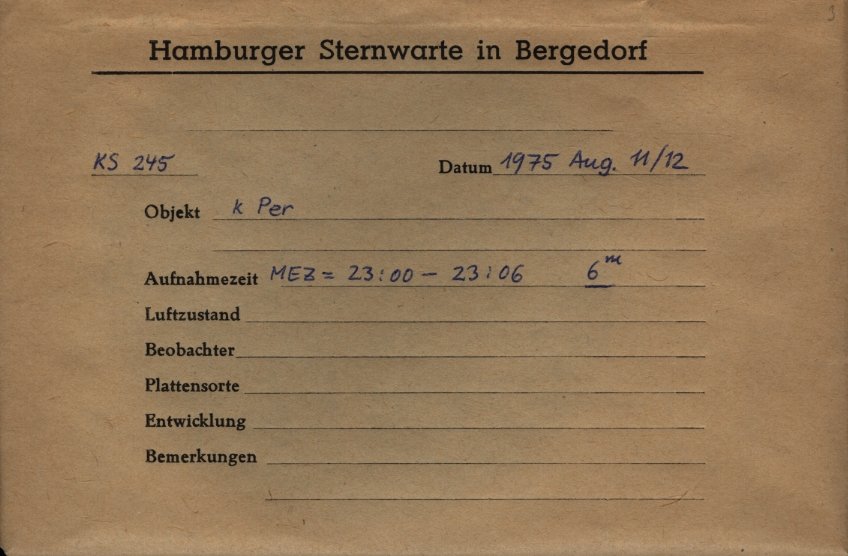 3
Hamburger Sternwarte in Bergedorf
KS 245 Datum 1975 Aug. 11/12
Objekt k Per
Aufnahmezeit MEZ = 23:00 – 23:06 6ᵐ
Luftzustand
Beobachter
Plattensorte
Entwicklung
Bemerkungen